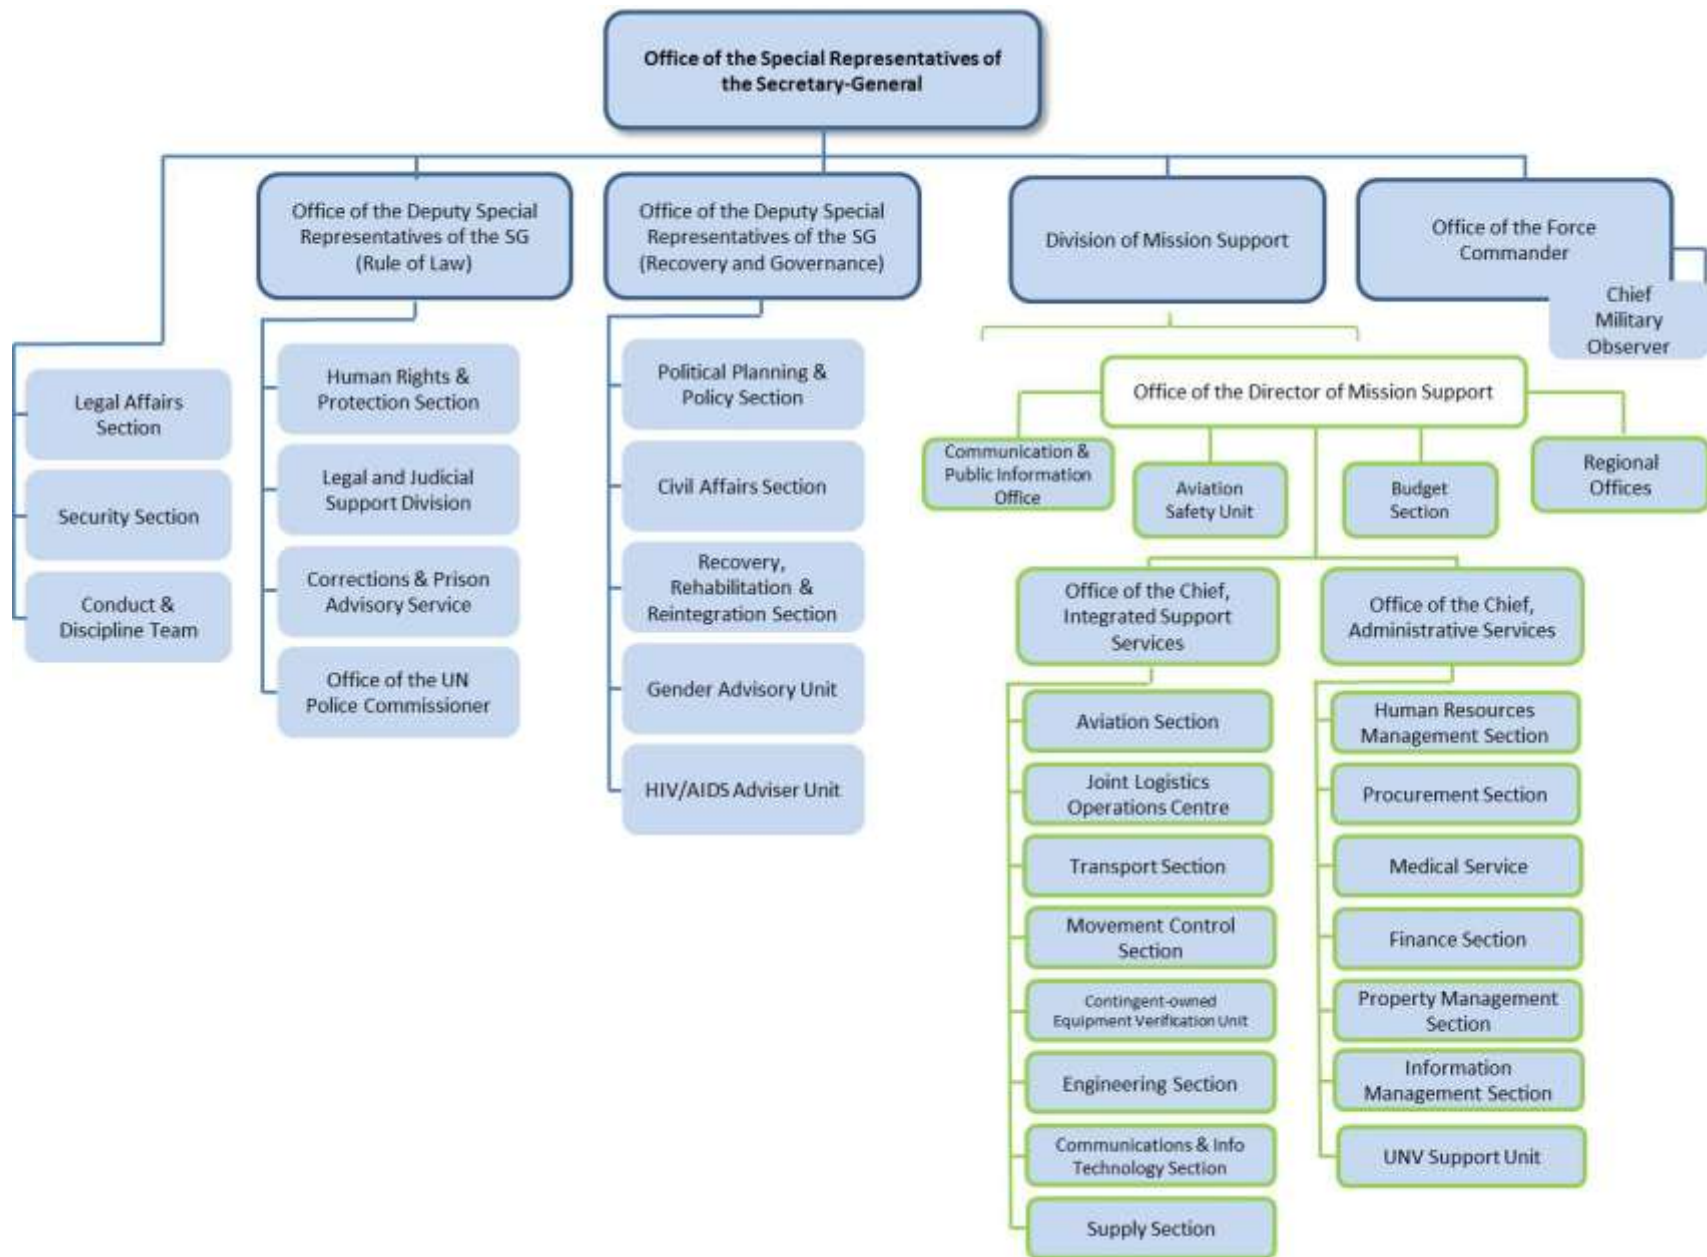 Office of the Special Representatives of
the Secretary-General
Office of the Deputy Special
Representatives of the SG
(Rule of Law)
Office of the Deputy Special
Representatives of the SG
(Recovery and Governance)
Division of Mission Support
Office of the Force
Commander
Chief
Military
Observer
Legal Affairs
Section
Security Section
Conduct &
Discipline Team
Human Rights &
Protection Section
Legal and Judicial
Support Division
Corrections & Prison
Advisory Service
Office of the UN
Police Commissioner
Political Planning &
Policy Section
Civil Affairs Section
Recovery,
Rehabilitation &
Reintegration Section
Gender Advisory Unit
HIV/AIDS Adviser Unit
Office of the Director of Mission Support
Communication &
Public Information
Office
Aviation
Safety Unit
Budget
Section
Regional
Offices
Office of the Chief,
Integrated Support
Services
Office of the Chief,
Administrative Services
Aviation Section
Joint Logistics
Operations Centre
Transport Section
Movement Control
Section
Contingent-owned
Equipment Verification Unit
Engineering Section
Communications & Info
Technology Section
Supply Section
Human Resources
Management Section
Procurement Section
Medical Service
Finance Section
Property Management
Section
Information
Management Section
UNV Support Unit